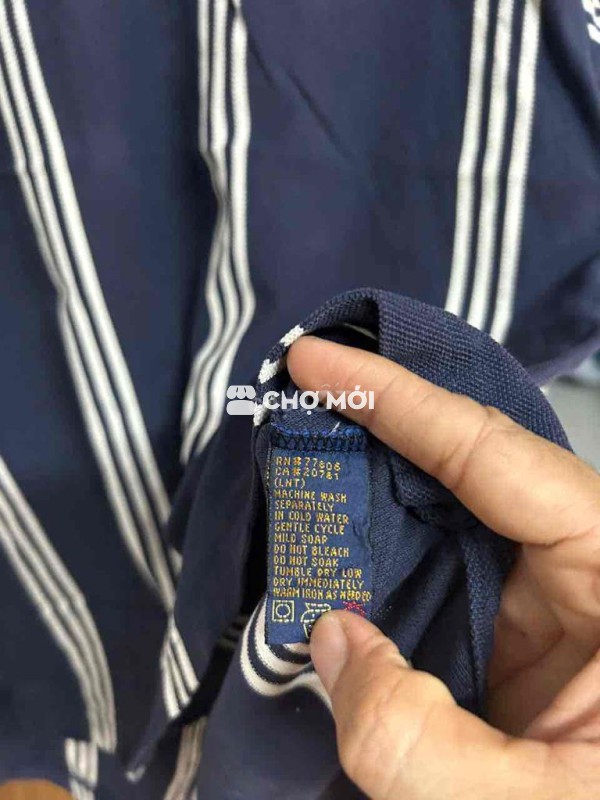 CHỢ MỚI
RN#77806
CA#20781
(LNT)
MACHINE WASH
SEPARATELY
IN COLD WATER
GENTLE CYCLE
MILD SOAP
DO NOT BLEACH
DO NOT SOAK
TUMBLE DRY LOW
DRY IMMEDIATELY
WARM IRON AS NEEDED